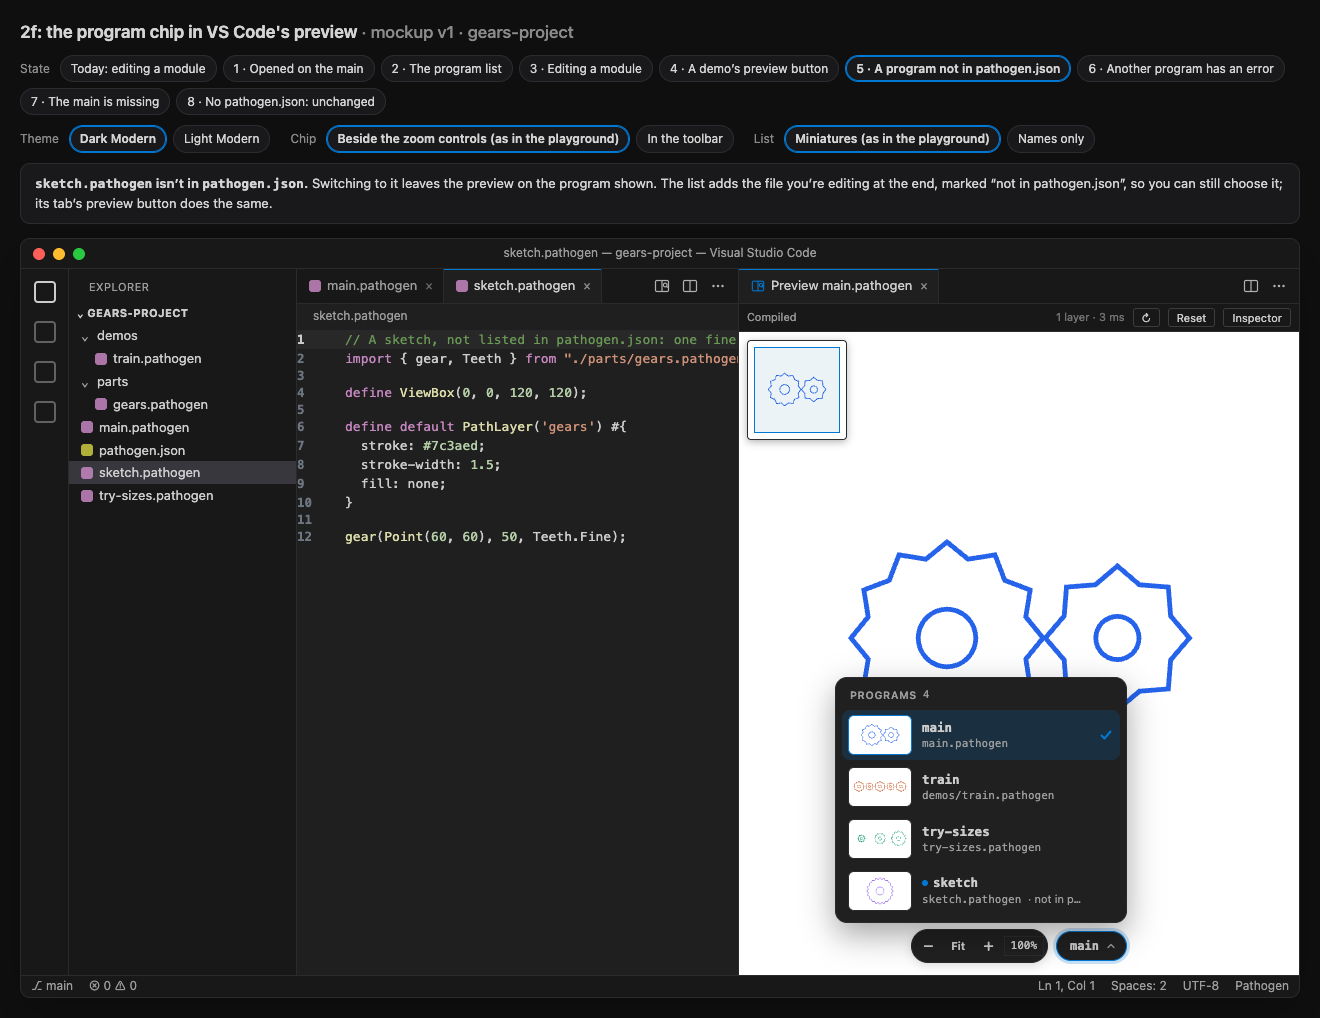 2f: the program chip in VS Code's preview · mockup v1 · gears-project
State Today: editing a module 1 · Opened on the main 2 · The program list 3 · Editing a module 4 · A demo’s preview button 5 · A program not in pathogen.json 6 · Another program has an error
7 · The main is missing 8 · No pathogen.json: unchanged
Theme Dark Modern Light Modern Chip Beside the zoom controls (as in the playground) In the toolbar List Miniatures (as in the playground) Names only
sketch.pathogen isn’t in pathogen.json. Switching to it leaves the preview on the program shown. The list adds the file you’re editing at the end, marked “not in pathogen.json”, so you can still choose it;
its tab’s preview button does the same.
sketch.pathogen — gears-project — Visual Studio Code
EXPLORER
GEARS-PROJECT
demos
train.pathogen
parts
gears.pathogen
main.pathogen
pathogen.json
sketch.pathogen
try-sizes.pathogen
main.pathogen × sketch.pathogen × ···
sketch.pathogen
1 // A sketch, not listed in pathogen.json: one fine
2 import { gear, Teeth } from "./parts/gears.pathogen
3
4 define ViewBox(0, 0, 120, 120);
5
6 define default PathLayer('gears') #{
7 stroke: #7c3aed;
8 stroke-width: 1.5;
9 fill: none;
10 }
11
12 gear(Point(60, 60), 50, Teeth.Fine);
Preview main.pathogen × ···
Compiled 1 layer · 3 ms Reset Inspector
PROGRAMS 4
main
main.pathogen
train
demos/train.pathogen
try-sizes
try-sizes.pathogen
sketch
sketch.pathogen · not in p…
− Fit + 100% main
main 0 0 Ln 1, Col 1 Spaces: 2 UTF-8 Pathogen